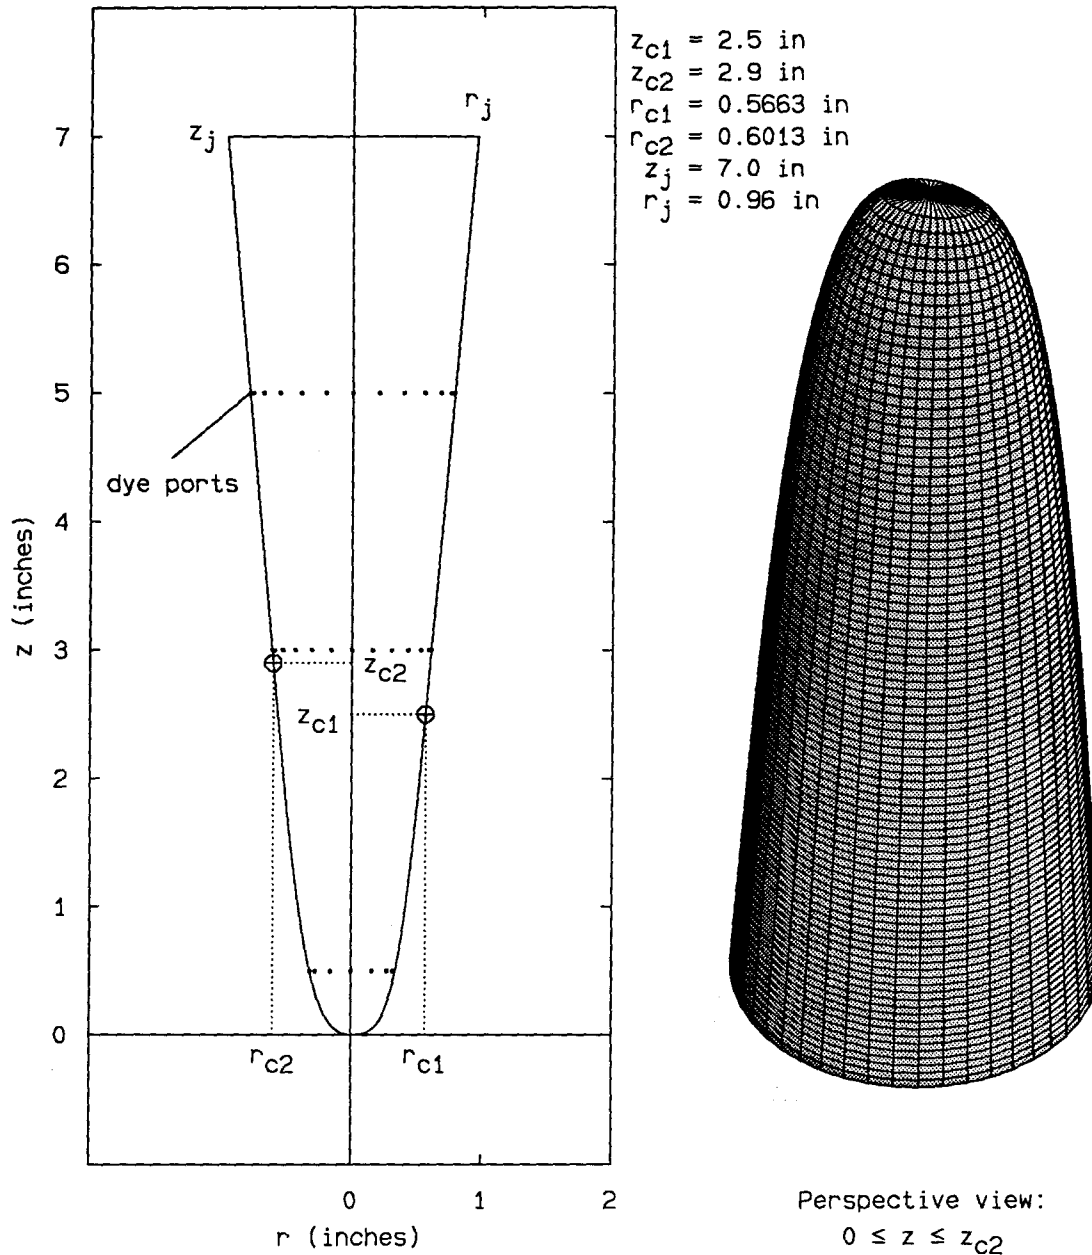 z_c1 = 2.5 in
z_c2 = 2.9 in
r_c1 = 0.5663 in
r_c2 = 0.6013 in
z_j = 7.0 in
r_j = 0.96 in
r_j
z_j
7
6
5
dye ports
4
z (inches)
3
z_c2
z_c1
2
1
0
r_c2
r_c1
0
1
2
r (inches)
Perspective view:
0 ≤ z ≤ z_c2